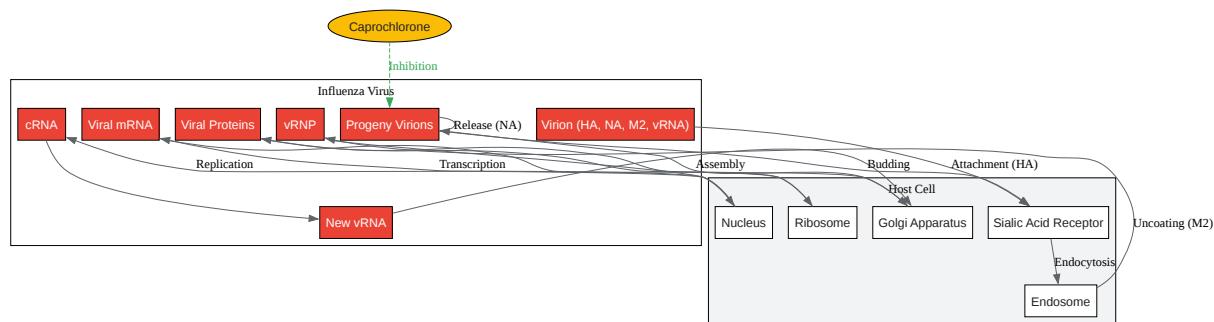 Caprochlorone
Inhibition
Influenza Virus
cRNA
Viral mRNA
Viral Proteins
vRNP
Progeny Virions
Release (NA)
Virion (HA, NA, M2, vRNA)
Replication
Transcription
Assembly
Budding
Attachment (HA)
Host Cell
New vRNA
Nucleus
Ribosome
Golgi Apparatus
Sialic Acid Receptor
Uncoating (M2)
Endocytosis
Endosome